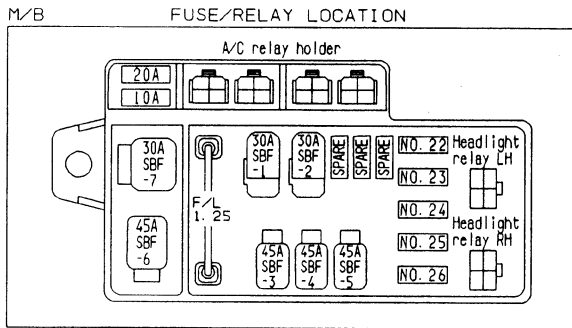 M/B FUSE/RELAY LOCATION
A/C relay holder
20A
10A
30A
SBF
-7
45A
SBF
-6
F/L
1.25
30A
SBF
-1
30A
SBF
-2
SPARE
SPARE
SPARE
45A
SBF
-3
45A
SBF
-4
45A
SBF
-5
NO. 22
NO. 23
NO. 24
NO. 25
NO. 26
Headlight
relay LH
Headlight
relay RH